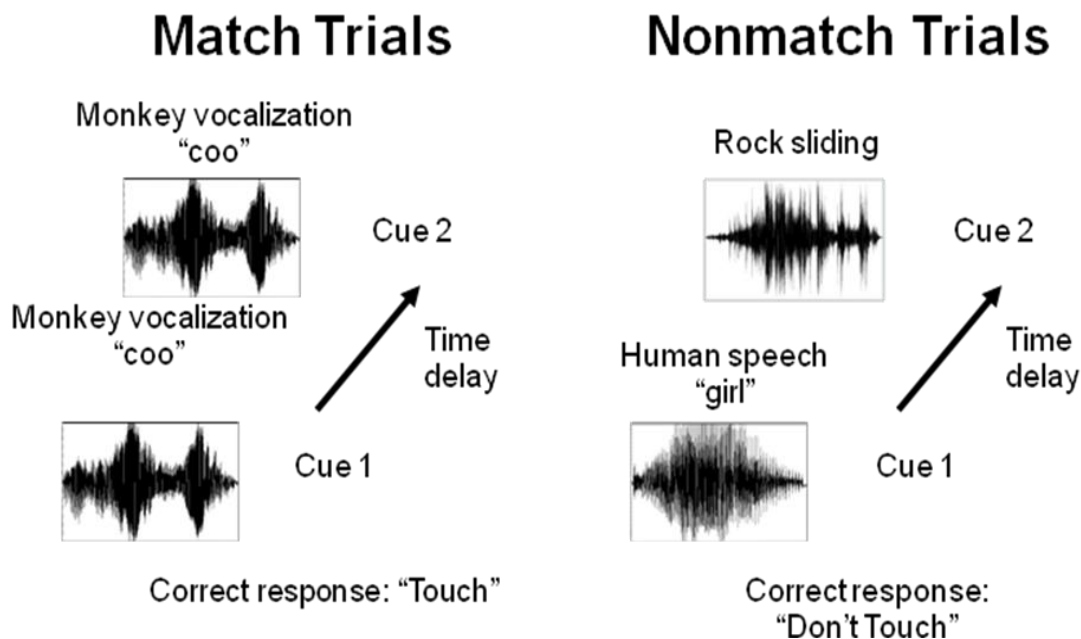 Match Trials
Monkey vocalization
“coo”
Cue 2
Monkey vocalization
“coo”
Time
delay
Cue 1
Correct response: “Touch”
Nonmatch Trials
Rock sliding
Cue 2
Time
delay
Human speech
“girl”
Cue 1
Correct response:
“Don’t Touch”